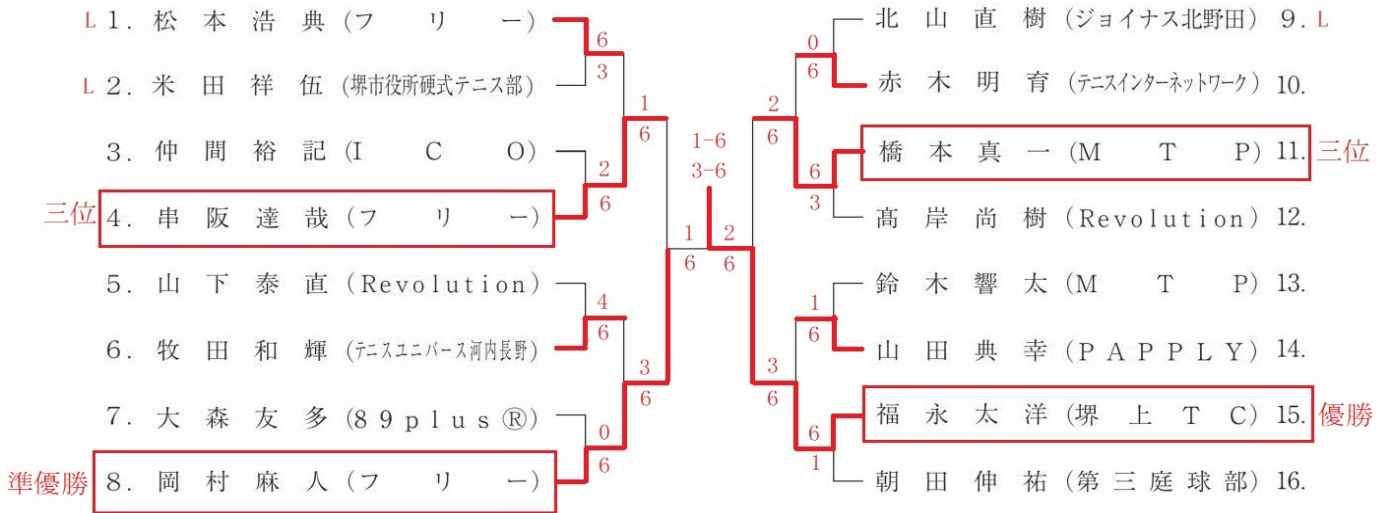 L 1. 松本浩典 (フリー)
L 2. 米田祥伍 (堺市役所硬式テニス部)
3. 仲間裕記 (ICO)
三位 4. 串阪達哉 (フリー)
5. 山下泰直 (Revolution)
6. 牧田和輝 (テニスユニバース河内長野)
7. 大森友多 (89plus®)
準優勝 8. 岡村麻人 (フリー)
6
3
2
6
4
6
0
6
1
6
3
6
1
6
1-6
3-6
2
6
2
6
3
6
0
6
6
3
1
6
6
1
北山直樹 (ジョイナス北野田) 9. L
赤木明育 (テニスインターネットワーク) 10.
橋本真一 (MTP) 11. 三位
髙岸尚樹 (Revolution) 12.
鈴木響太 (MTP) 13.
山田典幸 (PAPPLY) 14.
福永太洋 (堺上TC) 15. 優勝
朝田伸祐 (第三庭球部) 16.